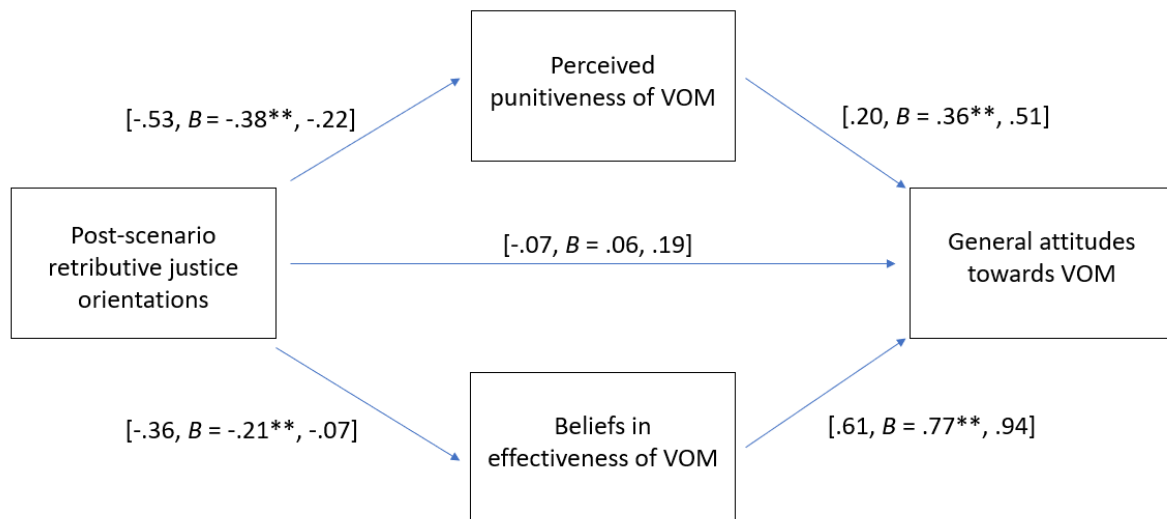 Perceived
punitiveness of VOM
[-.53, B = -.38**, -.22]
[.20, B = .36**, .51]
Post-scenario
retributive justice
orientations
[-.07, B = .06, .19]
General attitudes
towards VOM
[-.36, B = -.21**, -.07]
Beliefs in
effectiveness of VOM
[.61, B = .77**, .94]